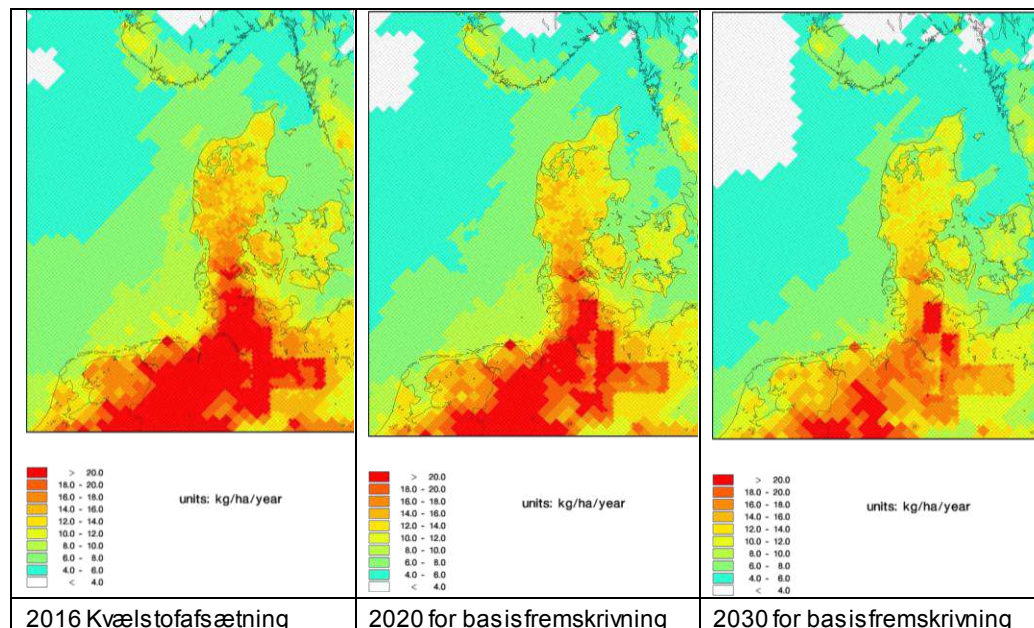 > 20.0
18.0 - 20.0
16.0 - 18.0
14.0 - 16.0
12.0 - 14.0
10.0 - 12.0
8.0 - 10.0
6.0 - 8.0
4.0 - 6.0
< 4.0
units: kg/ha/year
2016 Kvælstofafsætning
> 20.0
18.0 - 20.0
16.0 - 18.0
14.0 - 16.0
12.0 - 14.0
10.0 - 12.0
8.0 - 10.0
6.0 - 8.0
4.0 - 6.0
< 4.0
units: kg/ha/year
2020 for basisfremskrivning
> 20.0
18.0 - 20.0
16.0 - 18.0
14.0 - 16.0
12.0 - 14.0
10.0 - 12.0
8.0 - 10.0
6.0 - 8.0
4.0 - 6.0
< 4.0
units: kg/ha/year
2030 for basisfremskrivning